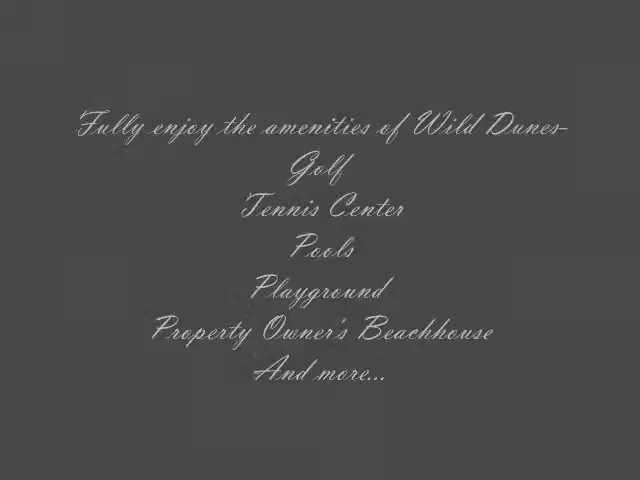 Fully enjoy the amenities of Wild Dunes-
Golf
Tennis Center
Pools
Playground
Property Owner's Beachhouse
And more...